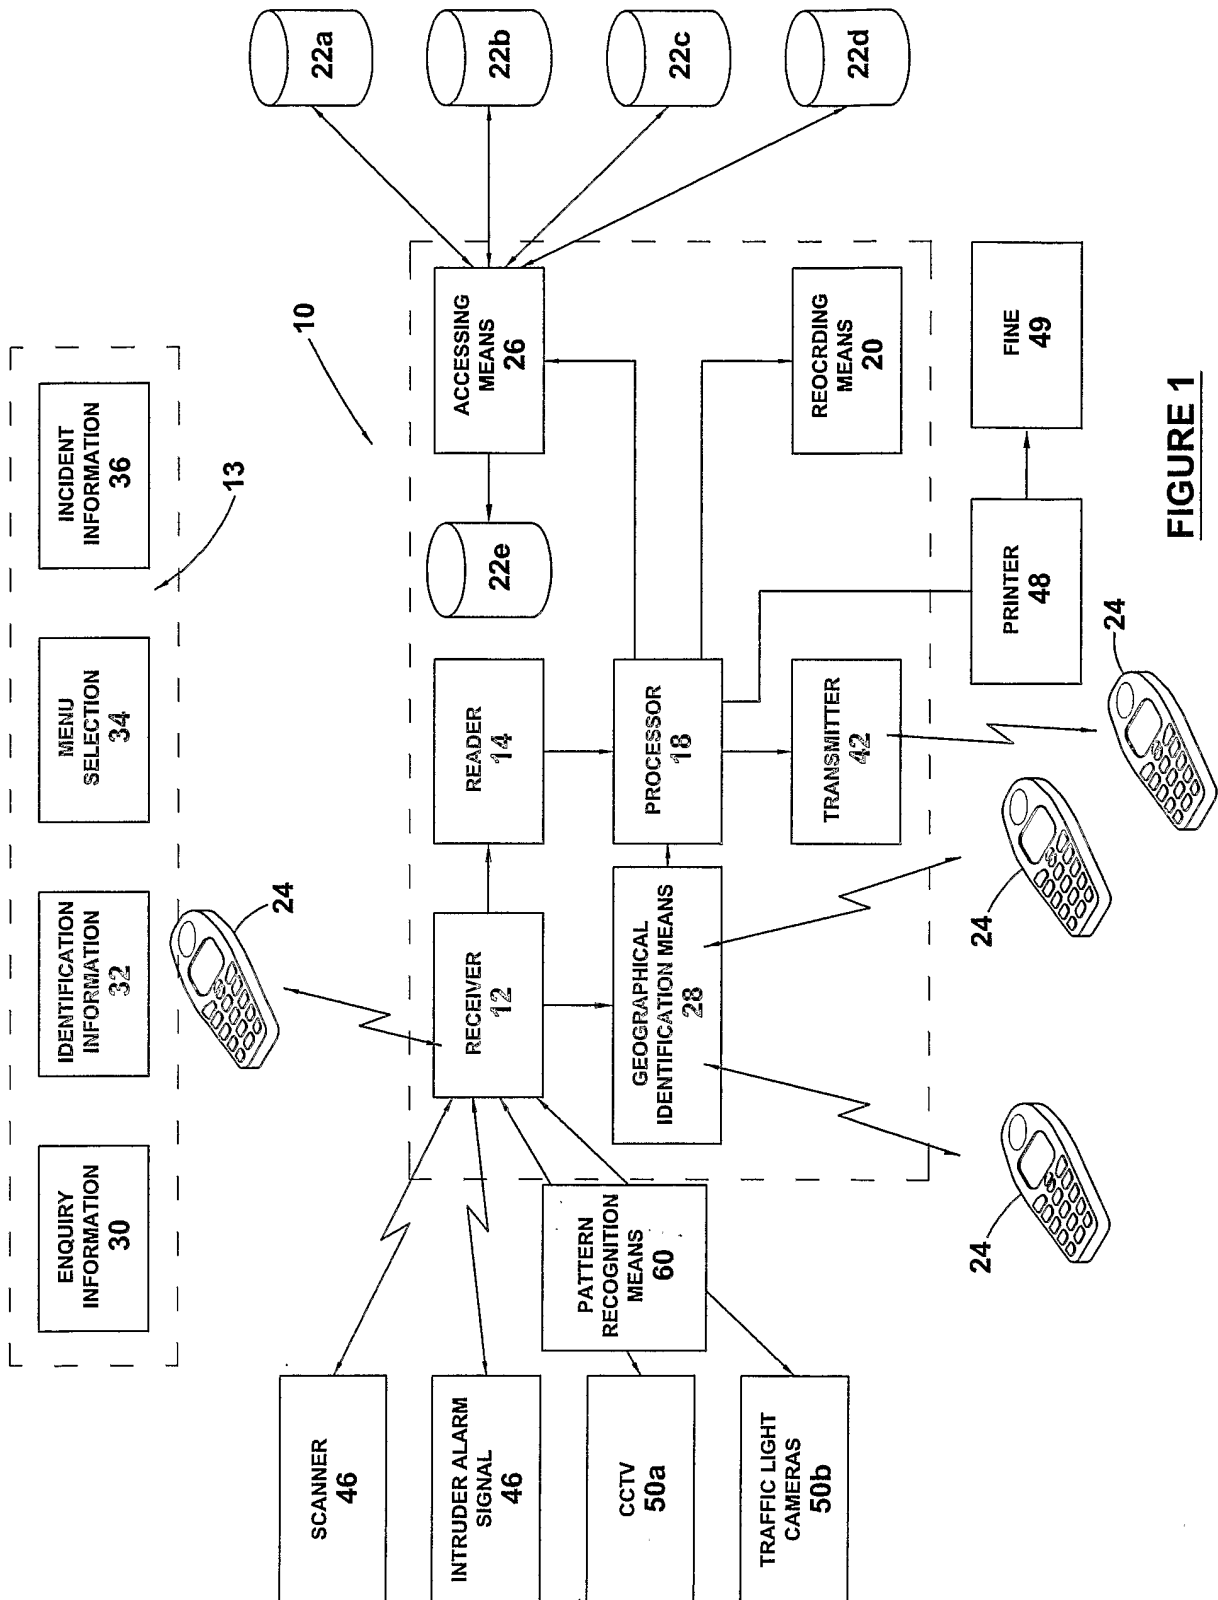 ENQUIRY
INFORMATION
30
IDENTIFICATION
INFORMATION
32
MENU
SELECTION
34
INCIDENT
INFORMATION
36
13
24
10
SCANNER
46
INTRUDER ALARM
SIGNAL
46
CCTV
50a
TRAFFIC LIGHT
CAMERAS
50b
PATTERN
RECOGNITION
MEANS
60
RECEIVER
12
READER
14
22e
ACCESSING
MEANS
26
22a
22b
22c
22d
GEOGRAPHICAL
IDENTIFICATION MEANS
28
PROCESSOR
18
TRANSMITTER
42
REOCRDING
MEANS
20
PRINTER
48
FINE
49
24
24
24
FIGURE 1